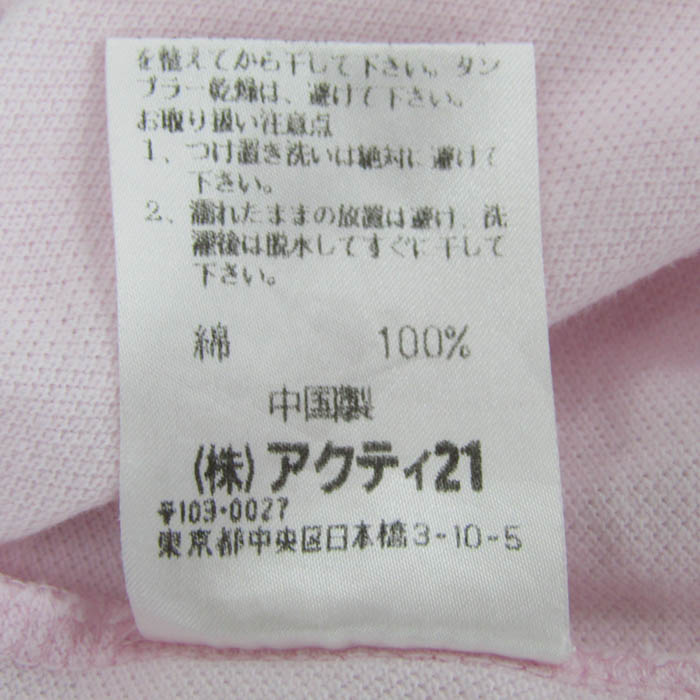 を整えてから干して下さい。タン
ブラー乾燥は、避けて下さい。
お取り扱い注意点
1、つけ置き洗いは絶対に避けて
下さい。
2、濡れたままの放置は避け、洗
濯後は脱水してすぐに干して
下さい。
綿 100%
中国製
(株)アクティ21
〒103-0027
東京都中央区日本橋3-10-5